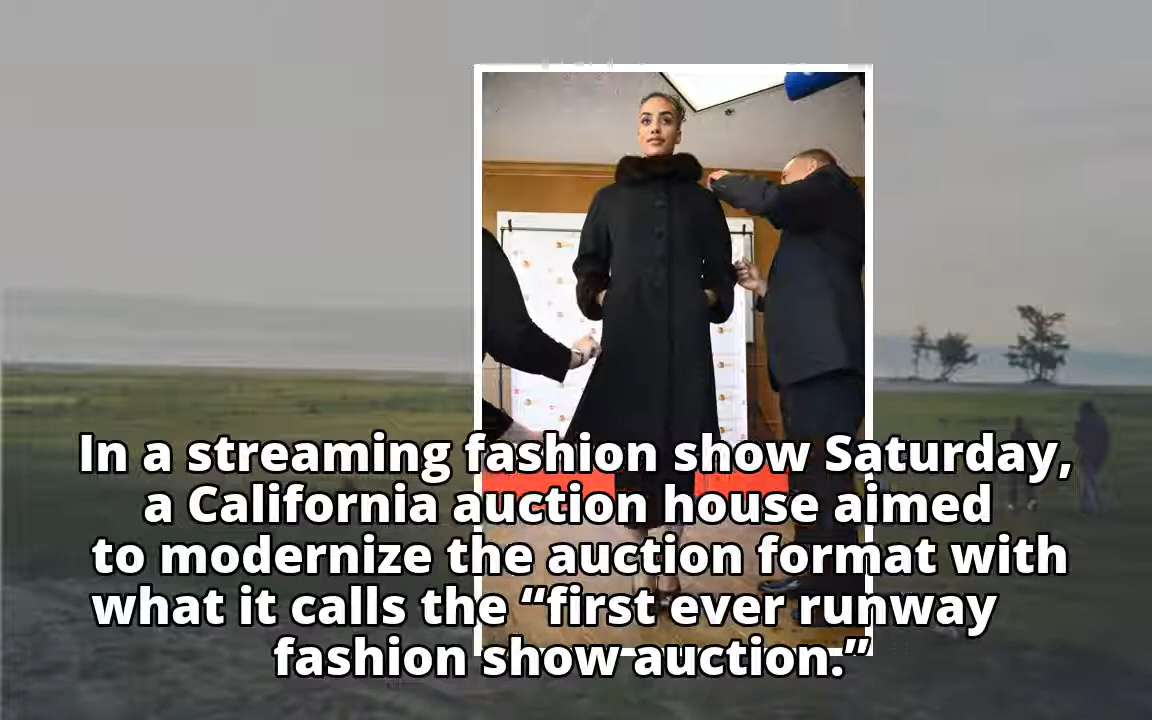 In a streaming fashion show Saturday,
a California auction house aimed
to modernize the auction format with
what it calls the “first ever runway
fashion show auction.”